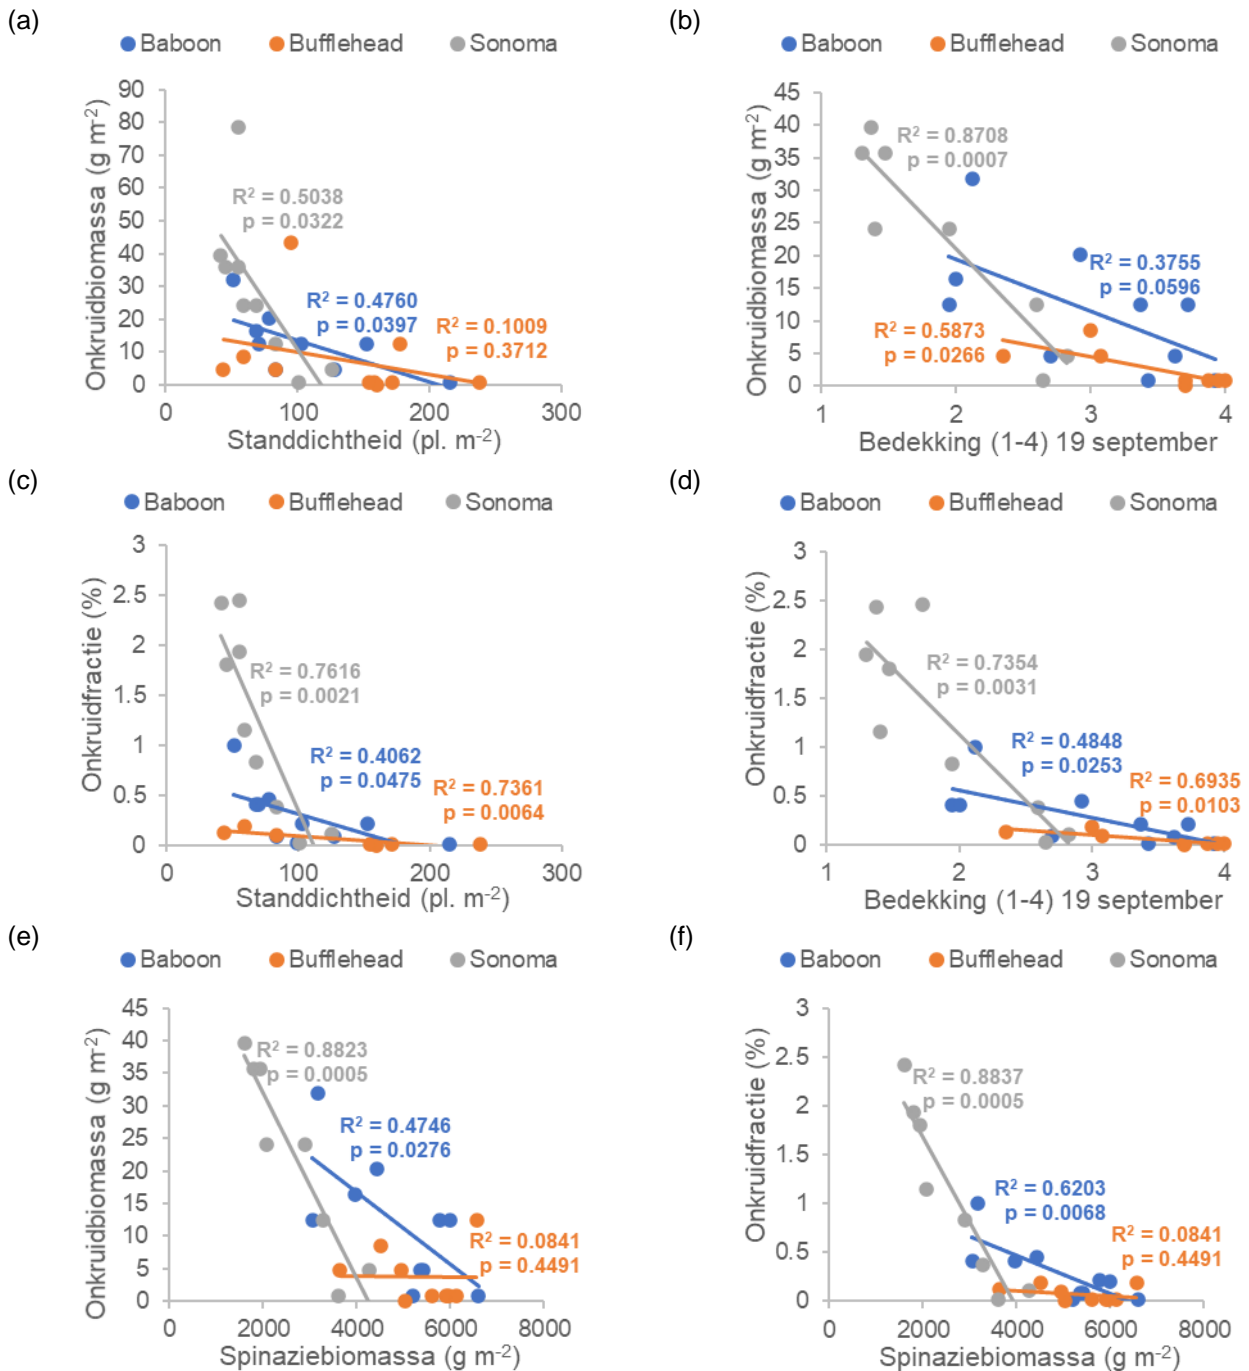 (a)
Baboon Bufflehead Sonoma
Onkruidbiomassa (g m-2)
90
80
70
60
50
40
30
20
10
0
R2 = 0.5038
p = 0.0322
R2 = 0.4760
p = 0.0397
R2 = 0.1009
p = 0.3712
0 100 200 300
Standdichtheid (pl. m-2)
(b)
Baboon Bufflehead Sonoma
Onkruidbiomassa (g m-2)
45
40
35
30
25
20
15
10
5
0
R2 = 0.8708
p = 0.0007
R2 = 0.3755
p = 0.0596
R2 = 0.5873
p = 0.0266
1 2 3 4
Bedekking (1-4) 19 september
(c)
Baboon Bufflehead Sonoma
Onkruidfractie (%)
3
2.5
2
1.5
1
0.5
0
R2 = 0.7616
p = 0.0021
R2 = 0.4062
p = 0.0475
R2 = 0.7361
p = 0.0064
0 100 200 300
Standdichtheid (pl. m-2)
(d)
Baboon Bufflehead Sonoma
Onkruidfractie (%)
3
2.5
2
1.5
1
0.5
0
R2 = 0.7354
p = 0.0031
R2 = 0.4848
p = 0.0253
R2 = 0.6935
p = 0.0103
1 2 3 4
Bedekking (1-4) 19 september
(e)
Baboon Bufflehead Sonoma
Onkruidbiomassa (g m-2)
45
40
35
30
25
20
15
10
5
0
R2 = 0.8823
p = 0.0005
R2 = 0.4746
p = 0.0276
R2 = 0.0841
p = 0.4491
0 2000 4000 6000 8000
Spinaziebiomassa (g m-2)
(f)
Baboon Bufflehead Sonoma
Onkruidfractie (%)
3
2.5
2
1.5
1
0.5
0
R2 = 0.8837
p = 0.0005
R2 = 0.6203
p = 0.0068
R2 = 0.0841
p = 0.4491
0 2000 4000 6000 8000
Spinaziebiomassa (g m-2)